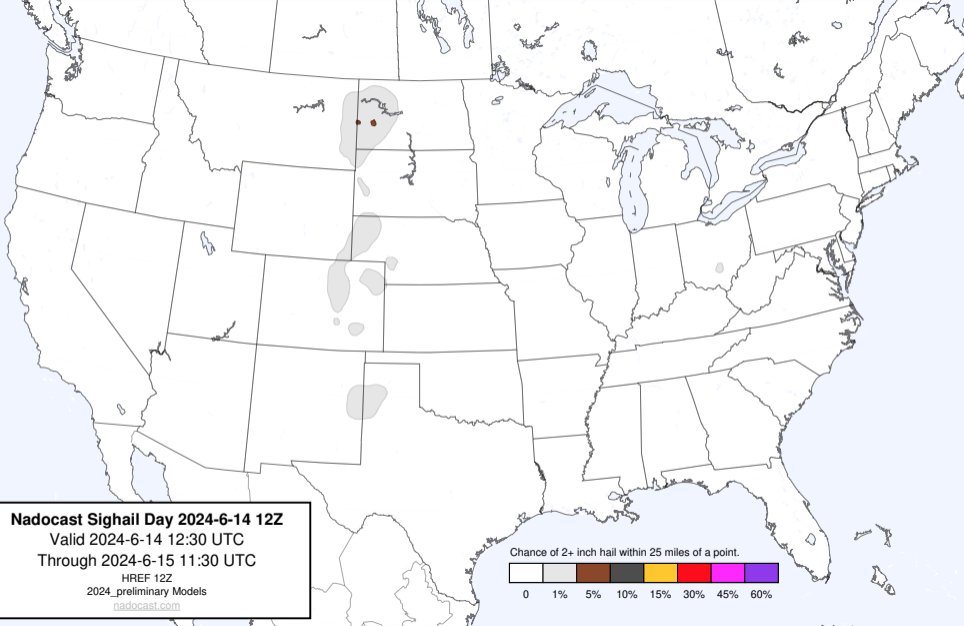 Nadocast Sighail Day 2024-6-14 12Z
Valid 2024-6-14 12:30 UTC
Through 2024-6-15 11:30 UTC
HREF 12Z
2024_preliminary Models
nadocast.com
Chance of 2+ inch hail within 25 miles of a point.
0 1% 5% 10% 15% 30% 45% 60%